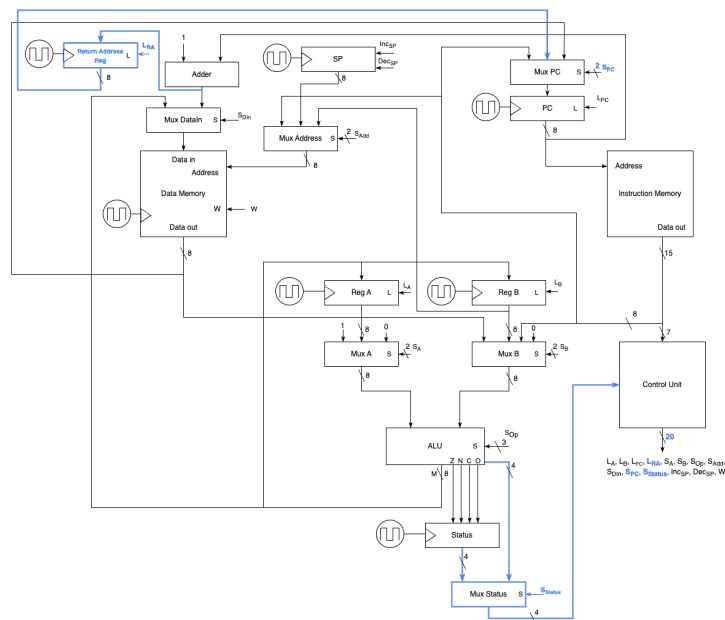 Return Address
Reg
L
L_RA
8
1
Adder
SP
Inc_SP
Dec_SP
8
Mux PC
S
2 S_PC
PC
L
L_PC
8
Mux DataIn
S
S_DIn
Mux Address
S
2 S_Add
8
Data in
Address
Data Memory
W
W
Data out
8
Address
Instruction Memory
Data out
15
Reg A
L
L_A
Reg B
L
L_B
8
7
1
8
0
Mux A
S
2 S_A
8
8
0
Mux B
S
2 S_B
8
Control Unit
20
L_A, L_B, L_PC, L_RA, S_A, S_B, S_Op, S_Add,
S_DIn, S_PC, S_Status, Inc_SP, Dec_SP, W
ALU
S
S_Op
3
Z N C O
M
8
4
Status
4
Mux Status
S
S_Status
4